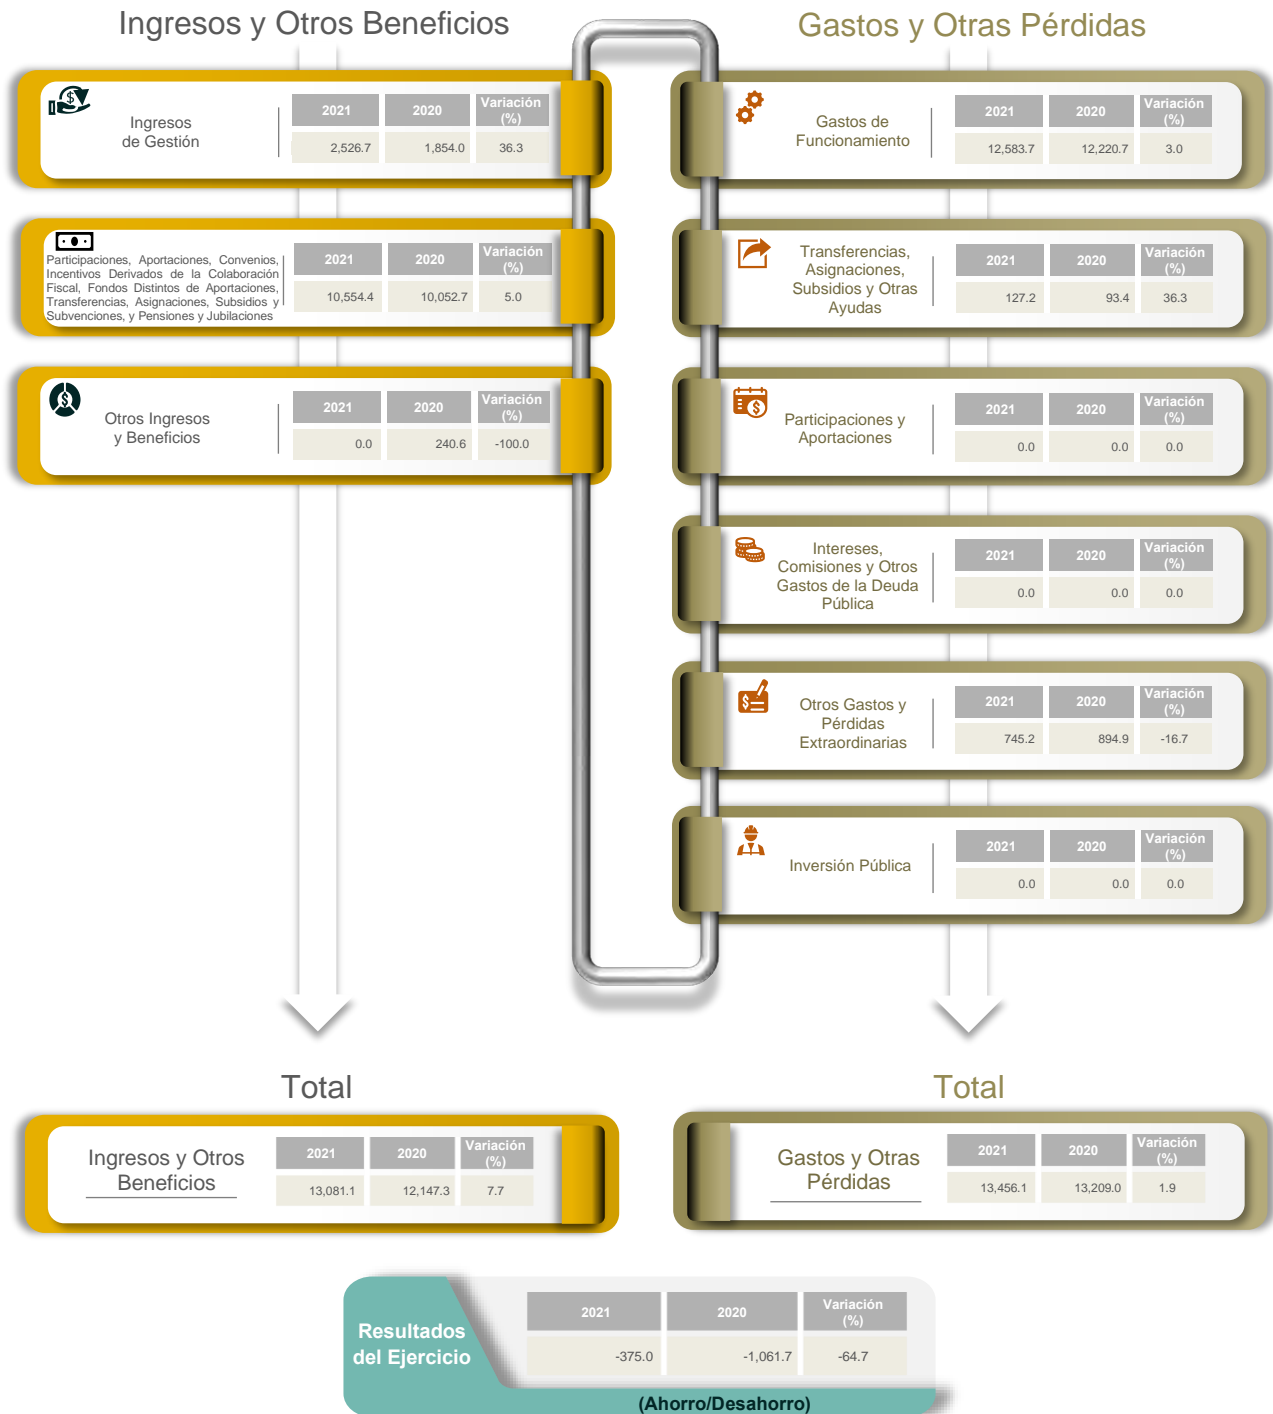 Ingresos y Otros Beneficios
Ingresos
de Gestión
2021 2020 Variación
(%)
2,526.7 1,854.0 36.3
Participaciones, Aportaciones, Convenios,
Incentivos Derivados de la Colaboración
Fiscal, Fondos Distintos de Aportaciones,
Transferencias, Asignaciones, Subsidios y
Subvenciones, y Pensiones y Jubilaciones
2021 2020 Variación
(%)
10,554.4 10,052.7 5.0
Otros Ingresos
y Beneficios
2021 2020 Variación
(%)
0.0 240.6 -100.0
Gastos y Otras Pérdidas
Gastos de
Funcionamiento
2021 2020 Variación
(%)
12,583.7 12,220.7 3.0
Transferencias,
Asignaciones,
Subsidios y Otras
Ayudas
2021 2020 Variación
(%)
127.2 93.4 36.3
Participaciones y
Aportaciones
2021 2020 Variación
(%)
0.0 0.0 0.0
Intereses,
Comisiones y Otros
Gastos de la Deuda
Pública
2021 2020 Variación
(%)
0.0 0.0 0.0
Otros Gastos y
Pérdidas
Extraordinarias
2021 2020 Variación
(%)
745.2 894.9 -16.7
Inversión Pública
2021 2020 Variación
(%)
0.0 0.0 0.0
Total
Ingresos y Otros
Beneficios
2021 2020 Variación
(%)
13,081.1 12,147.3 7.7
Total
Gastos y Otras
Pérdidas
2021 2020 Variación
(%)
13,456.1 13,209.0 1.9
Resultados
del Ejercicio
2021 2020 Variación
(%)
-375.0 -1,061.7 -64.7
(Ahorro/Desahorro)